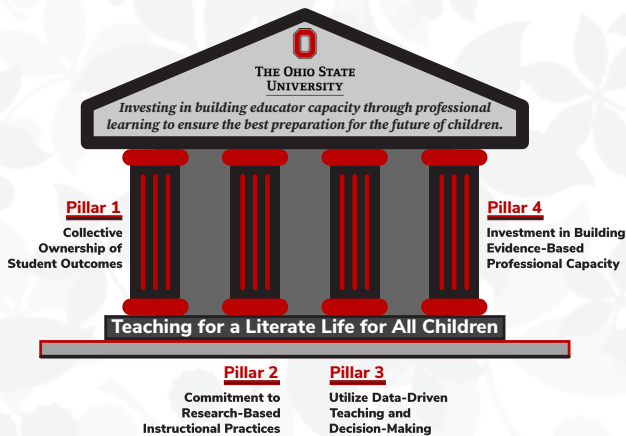 O
THE OHIO STATE
UNIVERSITY
Investing in building educator capacity through professional
learning to ensure the best preparation for the future of children.
Pillar 1
Collective
Ownership of
Student Outcomes
Pillar 4
Investment in Building
Evidence-Based
Professional Capacity
Teaching for a Literate Life for All Children
Pillar 2
Commitment to
Research-Based
Instructional Practices
Pillar 3
Utilize Data-Driven
Teaching and
Decision-Making